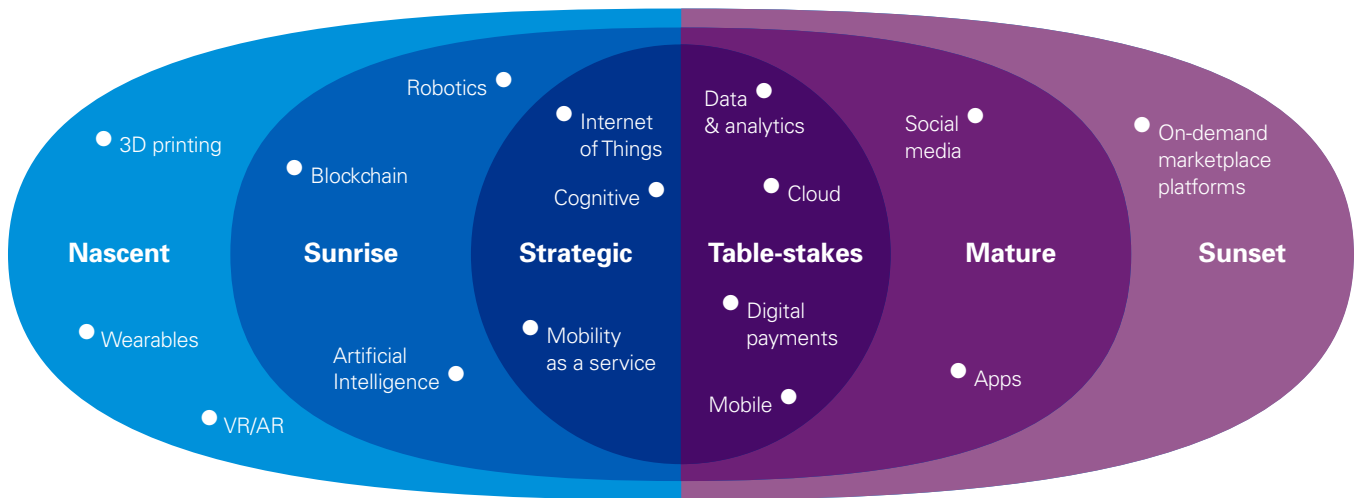 Robotics
3D printing
Blockchain
Internet
of Things
Cognitive
Data
& analytics
Cloud
Social
media
On-demand
marketplace
platforms
Nascent
Sunrise
Strategic
Table-stakes
Mature
Sunset
Wearables
VR/AR
Artificial
Intelligence
Mobility
as a service
Digital
payments
Mobile
Apps